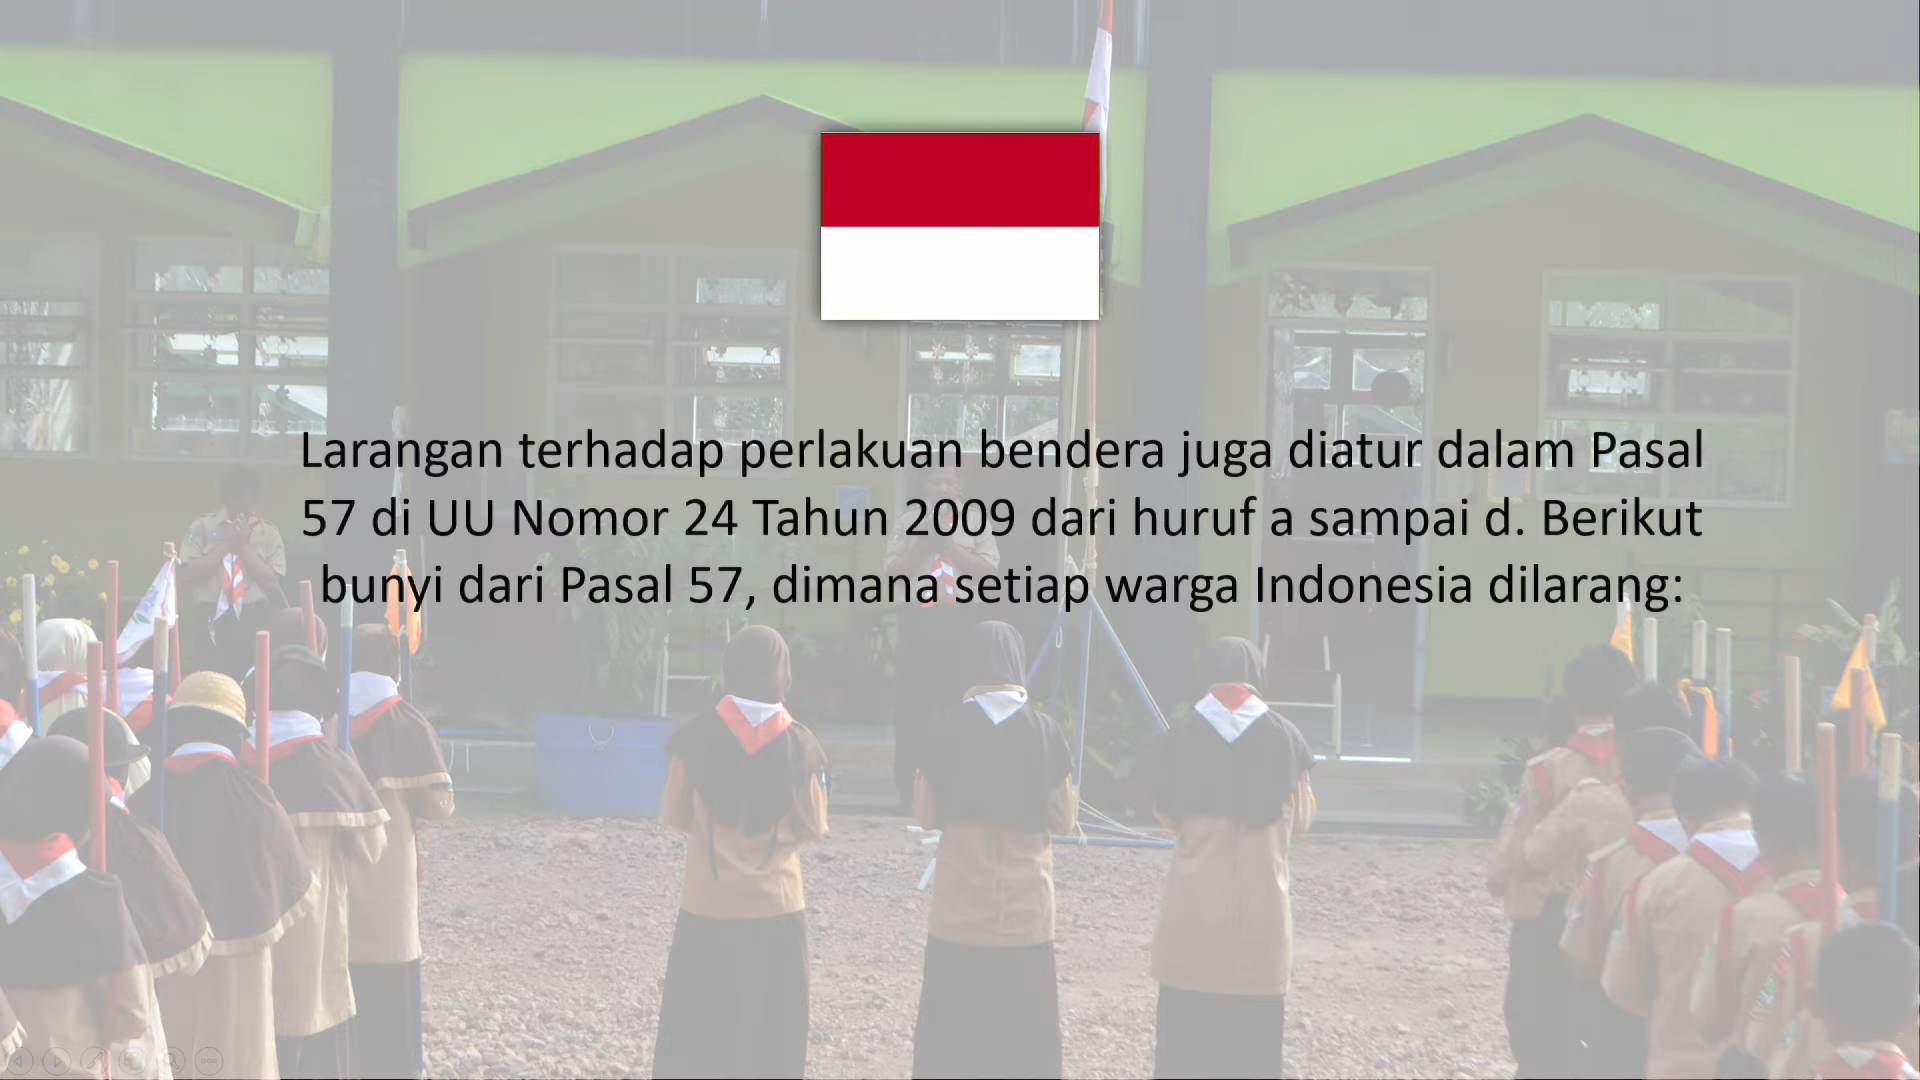 Larangan terhadap perlakuan bendera juga diatur dalam Pasal
57 di UU Nomor 24 Tahun 2009 dari huruf a sampai d. Berikut
bunyi dari Pasal 57, dimana setiap warga Indonesia dilarang: